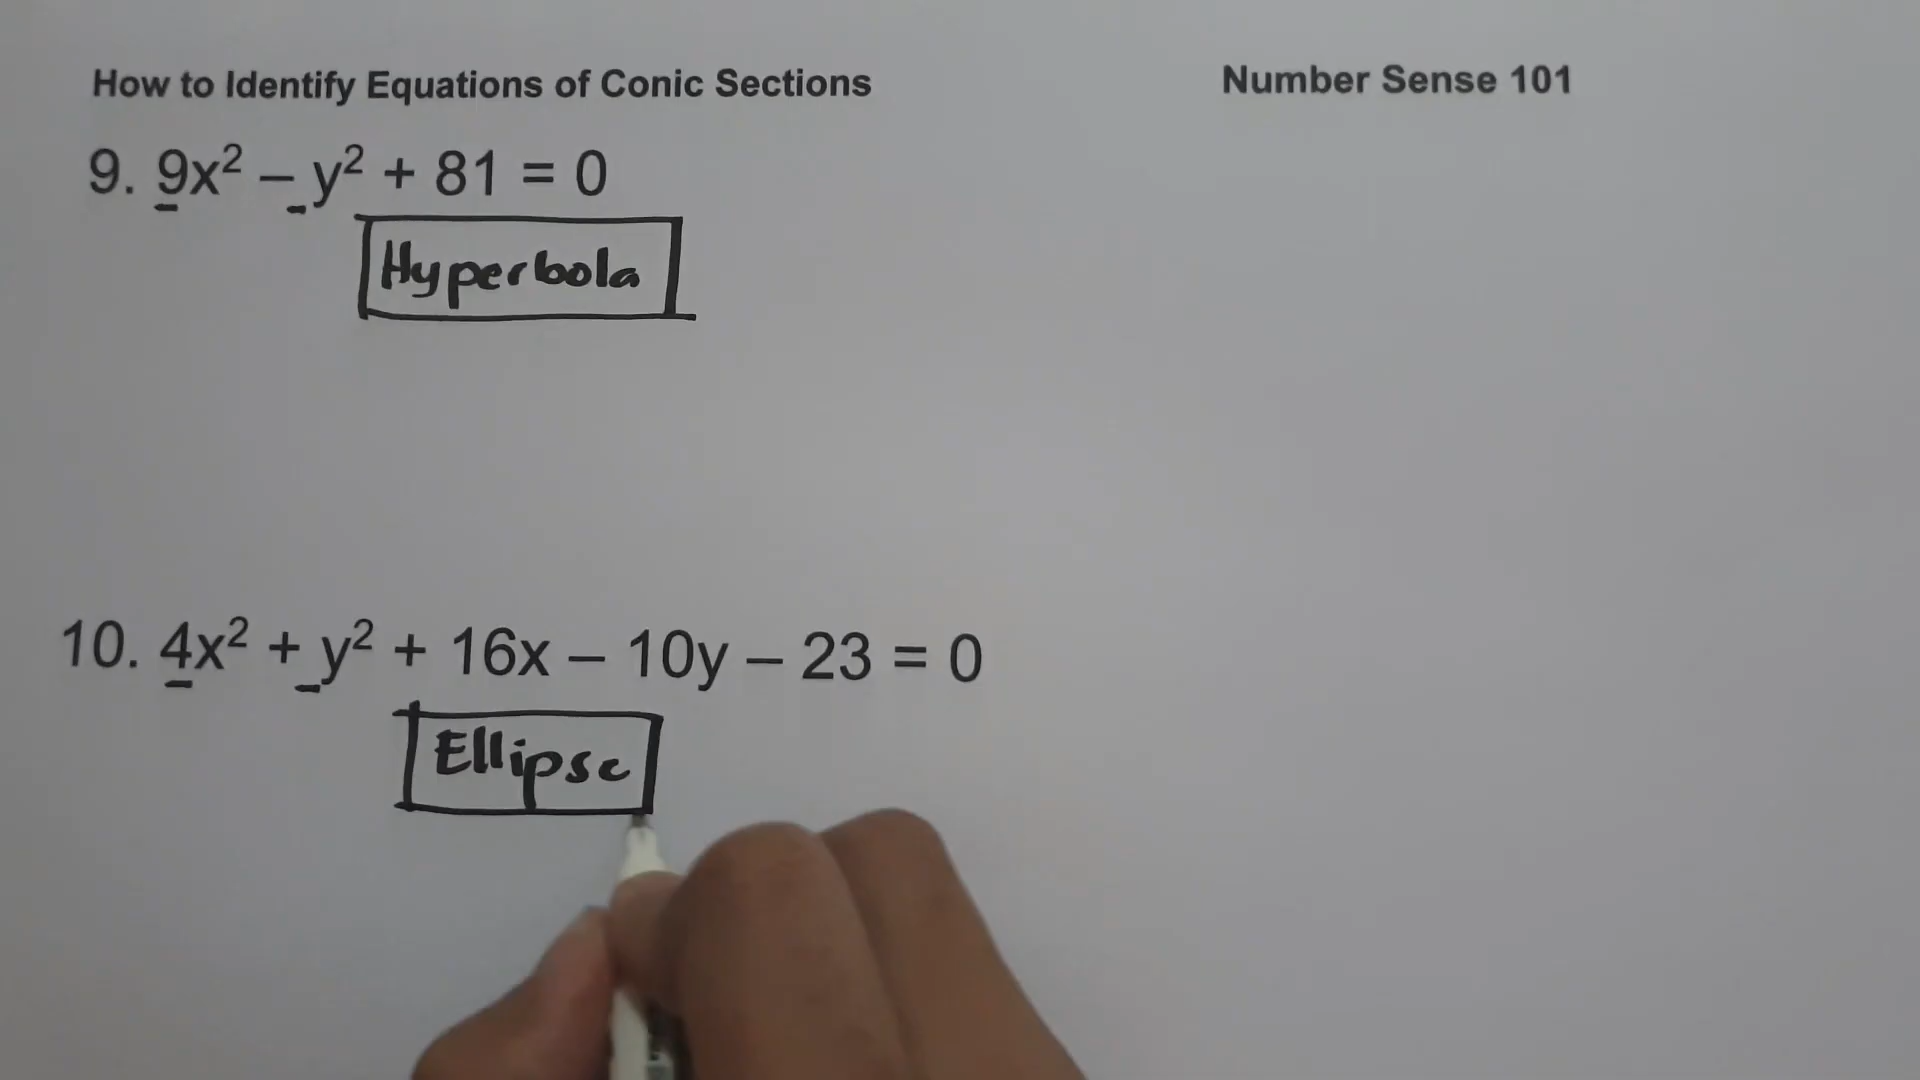 How to Identify Equations of Conic Sections Number Sense 101
9. 9x² – y² + 81 = 0
Hyperbola
10. 4x² + y² + 16x – 10y – 23 = 0
Ellipse